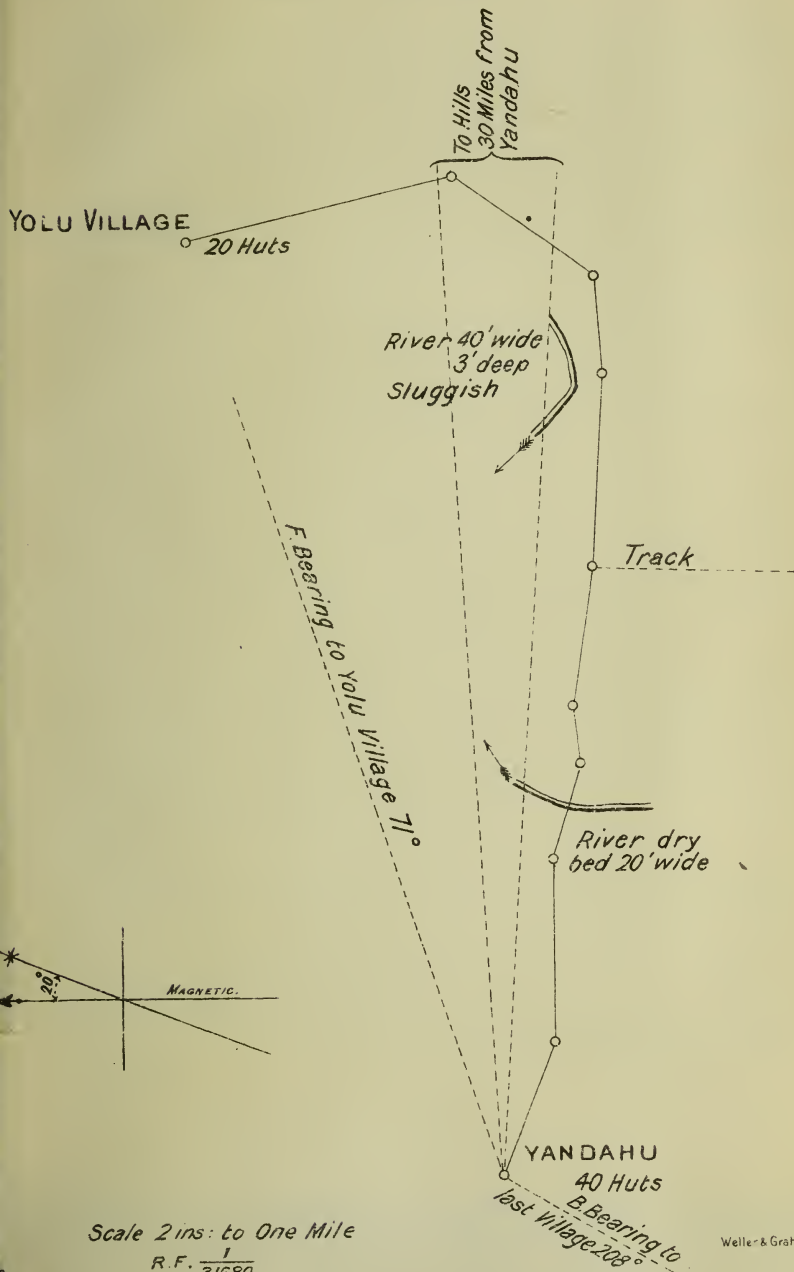 To Hills
30 Miles from
Yandahu
YOLU VILLAGE
20 Huts
River 40' wide
3' deep
Sluggish
Track
F. Bearing to Yolu Village 71°
River dry
bed 20' wide
20°
MAGNETIC.
YANDAHU
40 Huts
B. Bearing to
last Village 208°
Scale 2 ins: to One Mile
R.F. 1
Weller & Grah